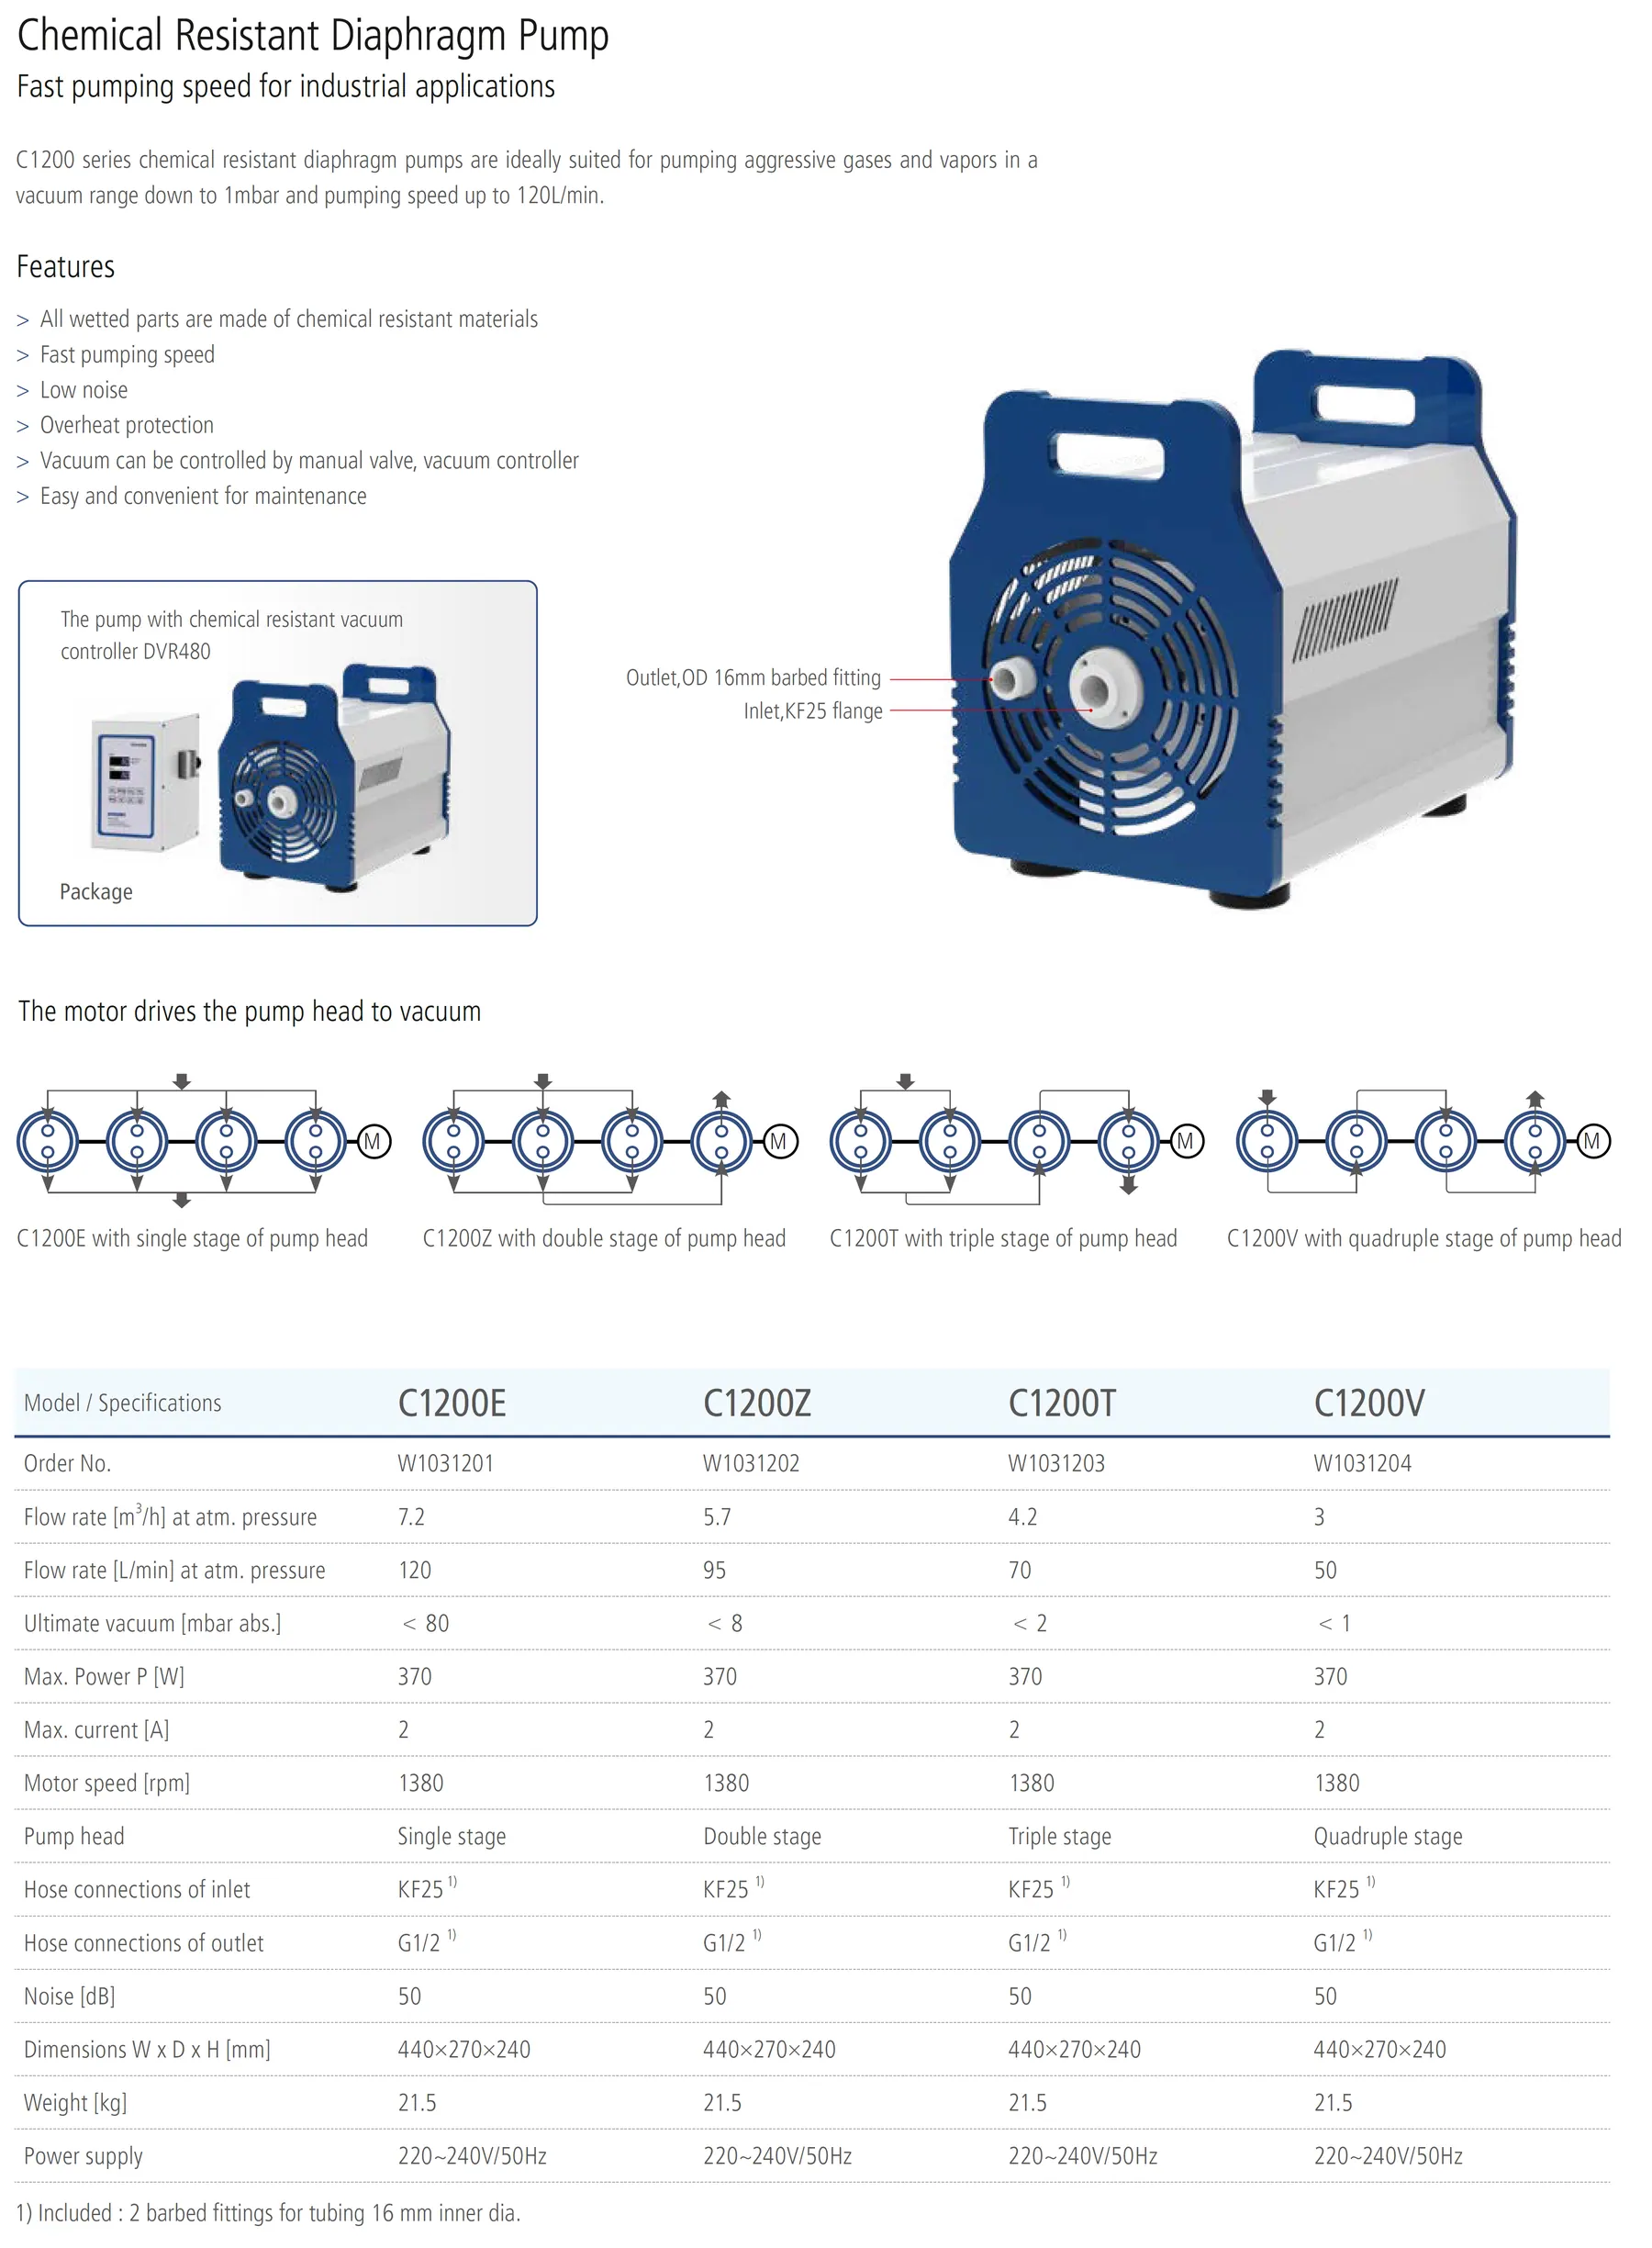 Chemical Resistant Diaphragm Pump
Fast pumping speed for industrial applications
C1200 series chemical resistant diaphragm pumps are ideally suited for pumping aggressive gases and vapors in a
vacuum range down to 1mbar and pumping speed up to 120L/min.
Features
> All wetted parts are made of chemical resistant materials
> Fast pumping speed
> Low noise
> Overheat protection
> Vacuum can be controlled by manual valve, vacuum controller
> Easy and convenient for maintenance
The pump with chemical resistant vacuum
controller DVR480
Package
Outlet,OD 16mm barbed fitting
Inlet,KF25 flange
The motor drives the pump head to vacuum
M M M M
C1200E with single stage of pump head C1200Z with double stage of pump head C1200T with triple stage of pump head C1200V with quadruple stage of pump head
Model / Specifications C1200E C1200Z C1200T C1200V
Order No. W1031201 W1031202 W1031203 W1031204
Flow rate [m³/h] at atm. pressure 7.2 5.7 4.2 3
Flow rate [L/min] at atm. pressure 120 95 70 50
Ultimate vacuum [mbar abs.] < 80 < 8 < 2 < 1
Max. Power P [W] 370 370 370 370
Max. current [A] 2 2 2 2
Motor speed [rpm] 1380 1380 1380 1380
Pump head Single stage Double stage Triple stage Quadruple stage
Hose connections of inlet KF25 1) KF25 1) KF25 1) KF25 1)
Hose connections of outlet G1/2 1) G1/2 1) G1/2 1) G1/2 1)
Noise [dB] 50 50 50 50
Dimensions W x D x H [mm] 440×270×240 440×270×240 440×270×240 440×270×240
Weight [kg] 21.5 21.5 21.5 21.5
Power supply 220~240V/50Hz 220~240V/50Hz 220~240V/50Hz 220~240V/50Hz
1) Included : 2 barbed fittings for tubing 16 mm inner dia.